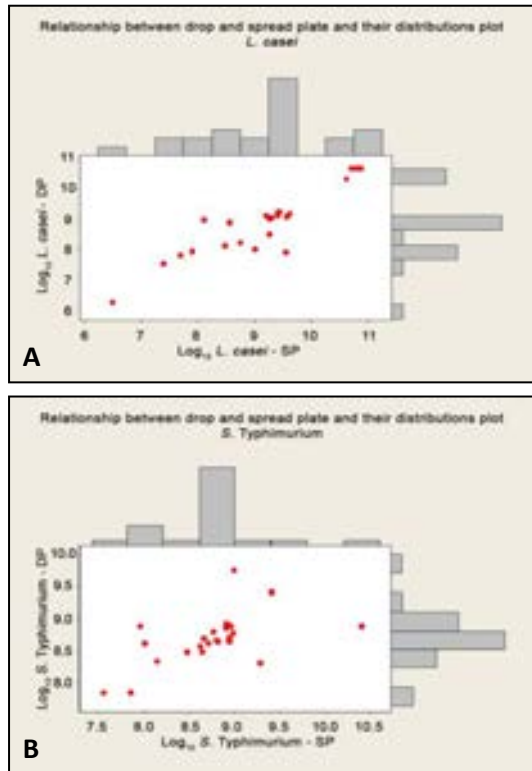 Relationship between drop and spread plate and their distributions plot
L. casei
11
10
9
8
7
6
Log₁₀ L. casei - DP
6 7 8 9 10 11
Log₁₀ L. casei - SP
A
Relationship between drop and spread plate and their distributions plot
S. Typhimurium
10.0
9.5
9.0
8.5
8.0
Log₁₀ S. Typhimurium - DP
7.5 8.0 8.5 9.0 9.5 10.0 10.5
Log₁₀ S. Typhimurium - SP
B